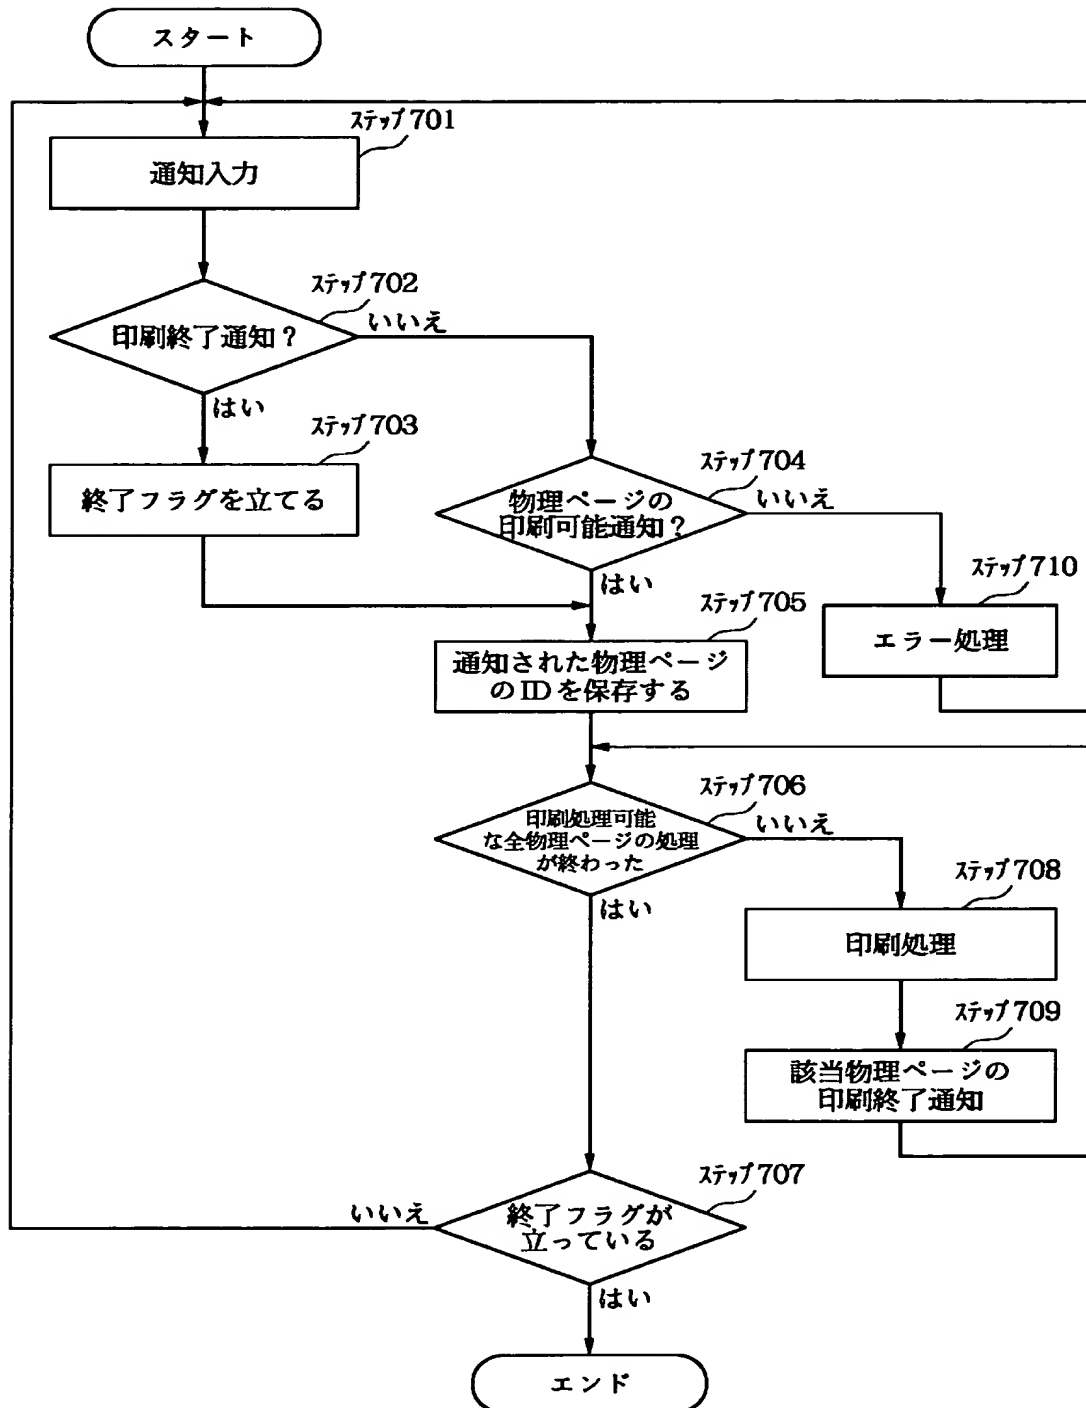 スタート
ステップ701
通知入力
ステップ702
印刷終了通知?
いいえ
はい
ステップ703
終了フラグを立てる
ステップ704
物理ページの
印刷可能通知?
いいえ
はい
ステップ710
エラー処理
ステップ705
通知された物理ページ
のIDを保存する
ステップ706
印刷処理可能
な全物理ページの処理
が終わった
いいえ
はい
ステップ708
印刷処理
ステップ709
該当物理ページの
印刷終了通知
ステップ707
終了フラグが
立っている
いいえ
はい
エンド